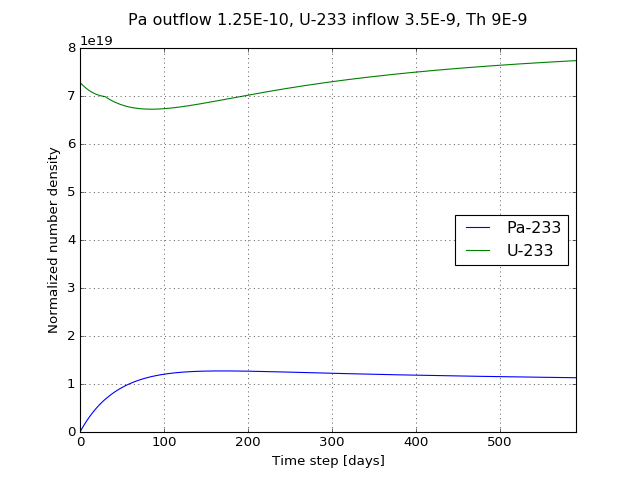 Pa outflow 1.25E-10, U-233 inflow 3.5E-9, Th 9E-9
1e19
8
7
6
5
4
3
2
1
0
Normalized number density
Pa-233
U-233
0 100 200 300 400 500
Time step [days]